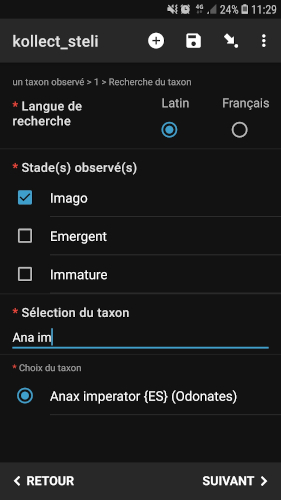 4G 24% 11:29
kollect_steli
un taxon observé > 1 > Recherche du taxon
* Langue de recherche
Latin Français
* Stade(s) observé(s)
Imago
Emergent
Immature
* Sélection du taxon
Ana im
* Choix du taxon
Anax imperator {ES} (Odonates)
< RETOUR SUIVANT >